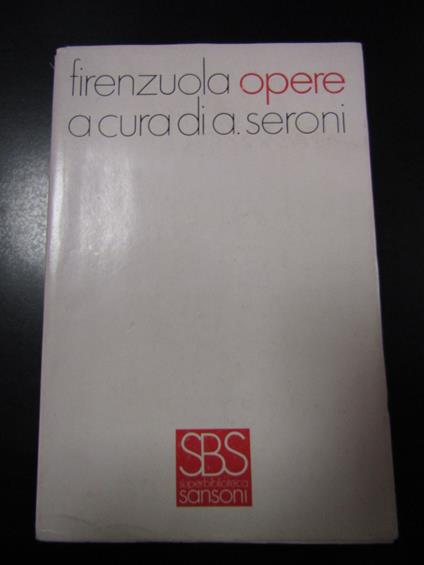 firenzuola opere
a cura di a. seroni
SBS
superbiblioteca
sansoni